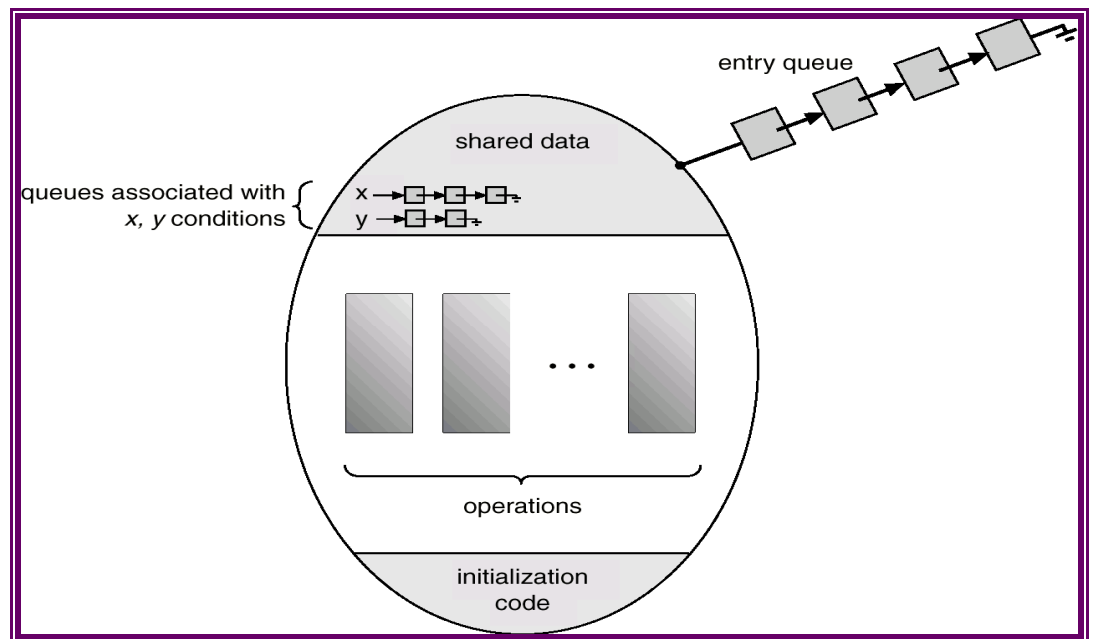 entry queue
shared data
queues associated with
x, y conditions
x
y
. . .
operations
initialization
code